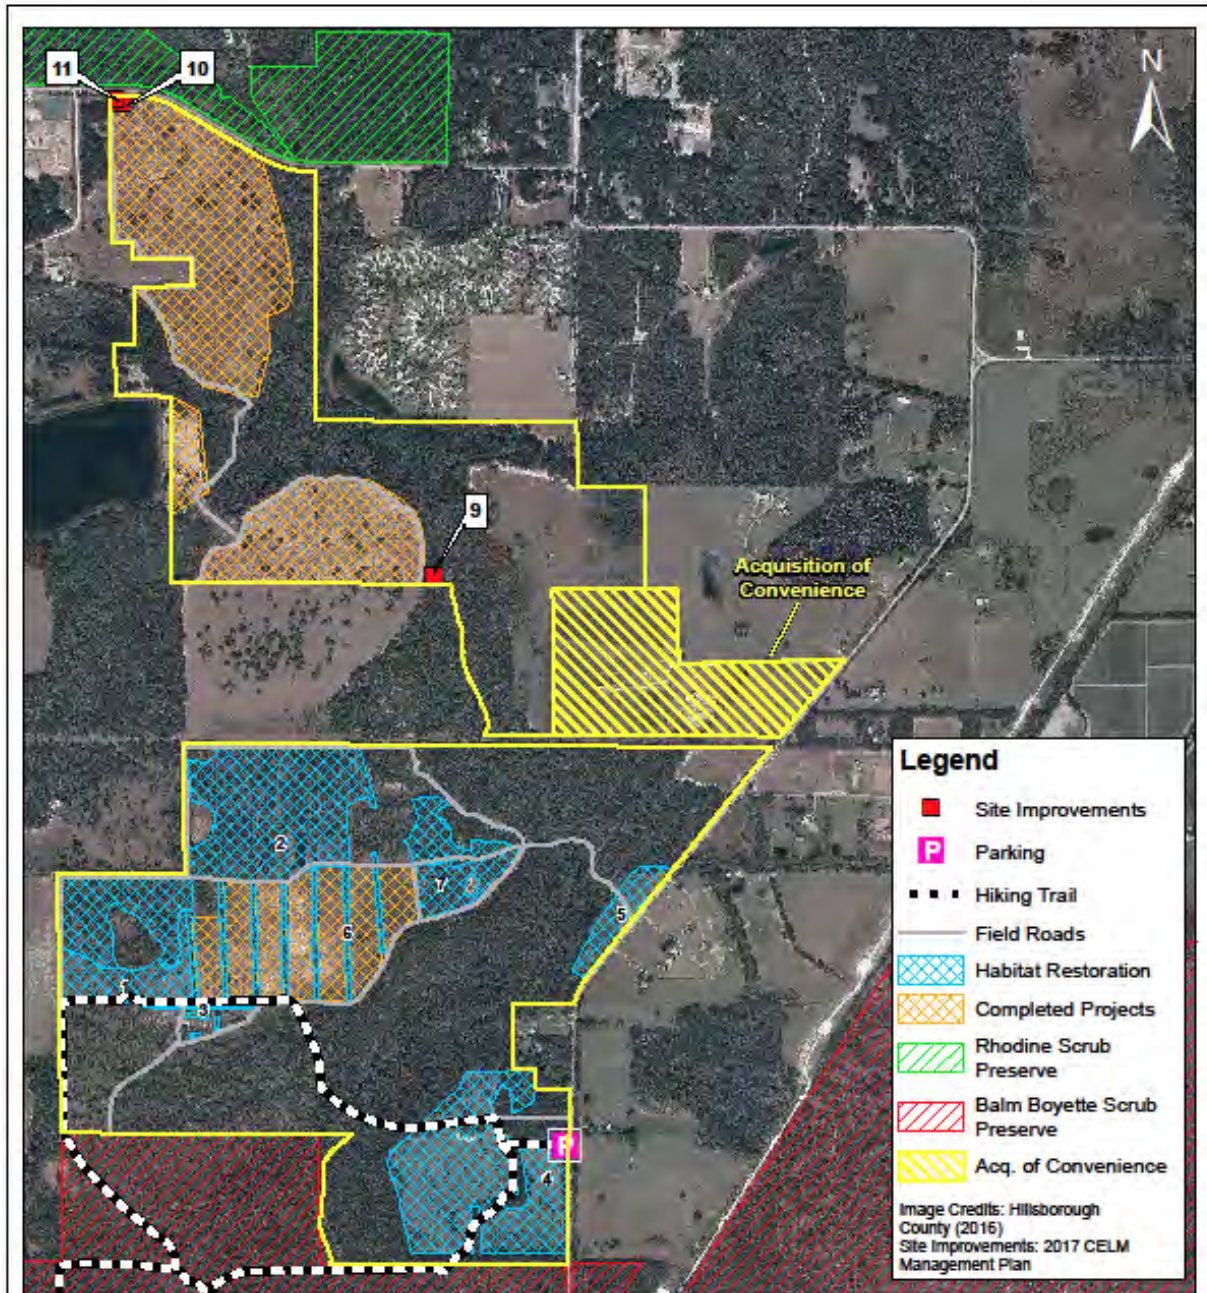 11
10
N
9
Acquisition of
Convenience
2
7
5
6
1
3
4
P
Legend
Site Improvements
P
Parking
Hiking Trail
Field Roads
Habitat Restoration
Completed Projects
Rhodine Scrub
Preserve
Balm Boyette Scrub
Preserve
Acq. of Convenience
Image Credits: Hillsborough
County (2016)
Site Improvements: 2017 CELM
Management Plan